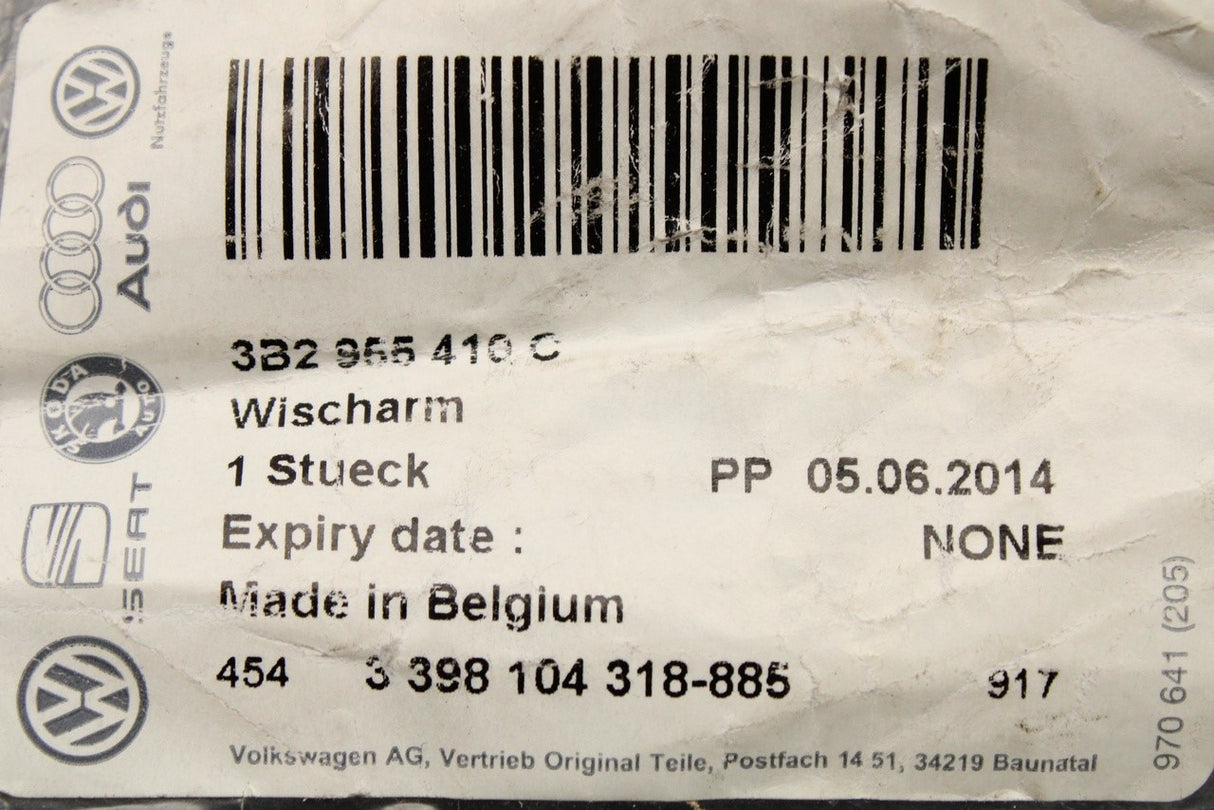 3B2 955 410 C
Wischarm
1 Stueck PP 05.06.2014
Expiry date : NONE
Made in Belgium
454 3 398 104 318-885 917
Volkswagen AG, Vertrieb Original Teile, Postfach 14 51, 34219 Baunatal
970 641 (205)
Nutzfahrzeuge
Audi
SKODA AUTO
SEAT